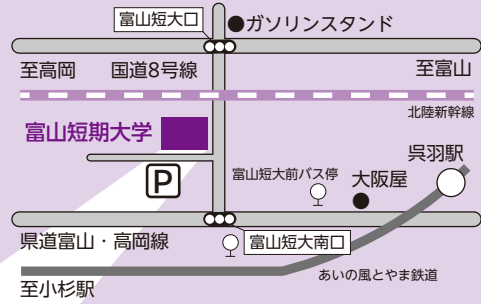 富山短大口
ガソリンスタンド
至高岡
国道8号線
至富山
北陸新幹線
富山短期大学
呉羽駅
P
富山短大前バス停
大阪屋
県道富山・高岡線
富山短大南口
あいの風とやま鉄道
至小杉駅